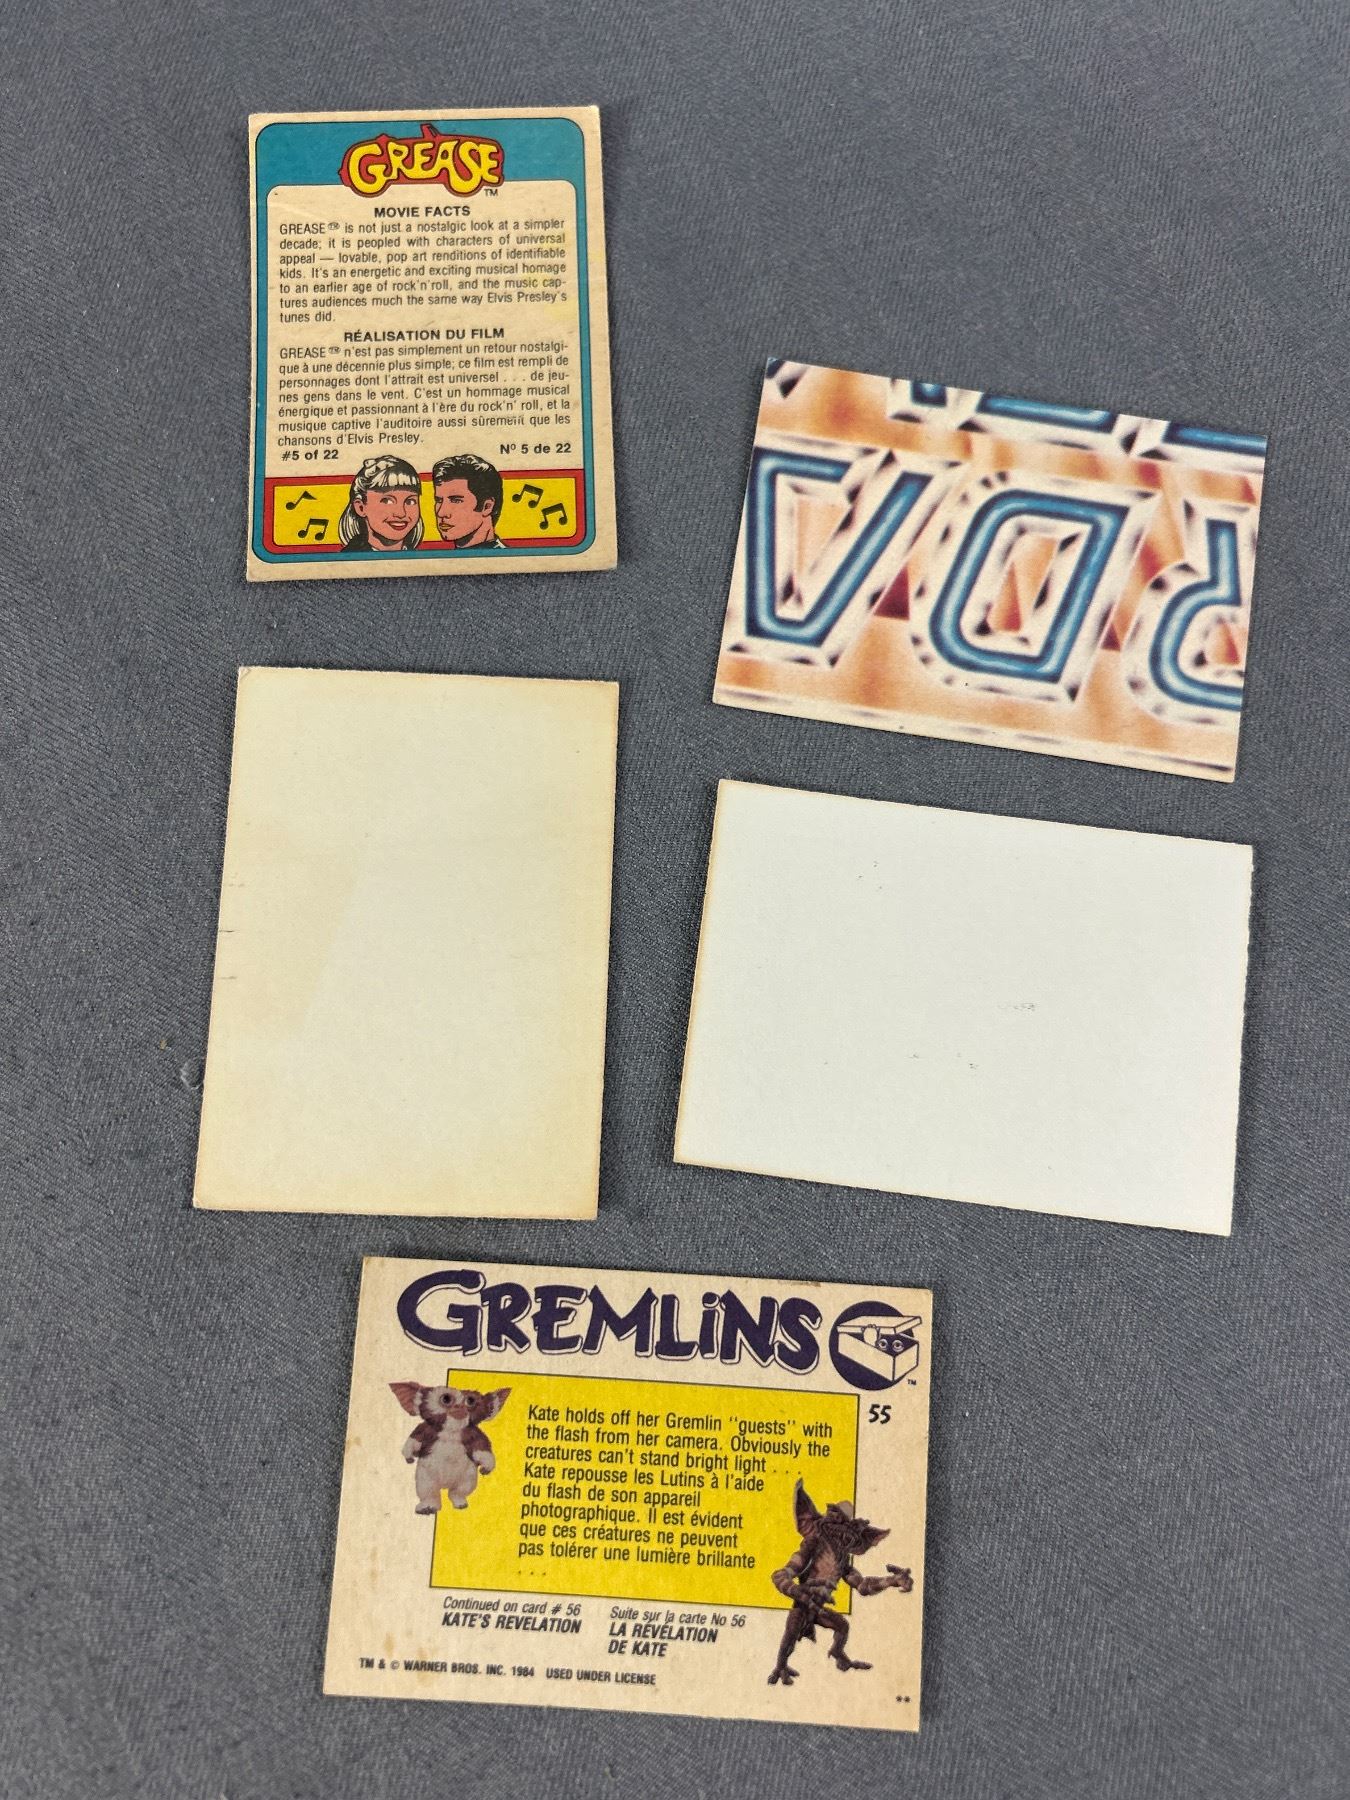 GREASE™
MOVIE FACTS
GREASE™ is not just a nostalgic look at a simpler
decade; it is peopled with characters of universal
appeal — lovable, pop art renditions of identifiable
kids. It's an energetic and exciting musical homage
to an earlier age of rock'n'roll, and the music cap-
tures audiences much the same way Elvis Presley's
tunes did.
RÉALISATION DU FILM
GREASE™ n'est pas simplement un retour nostalgi-
que à une décennie plus simple; ce film est rempli de
personnages dont l'attrait est universel . . . de jeu-
nes gens dans le vent. C'est un hommage musical
énergique et passionnant à l'ère du rock'n' roll, et la
musique captive l'auditoire aussi sûrement que les
chansons d'Elvis Presley.
#5 of 22 Nº 5 de 22
GREMLiNS ™
55
Kate holds off her Gremlin "guests" with
the flash from her camera. Obviously the
creatures can't stand bright light . . .
Kate repousse les Lutins à l'aide
du flash de son appareil
photographique. Il est évident
que ces créatures ne peuvent
pas tolérer une lumière brillante
. . .
Continued on card # 56
KATE'S REVELATION
Suite sur la carte No 56
LA RÉVÉLATION
DE KATE
TM & © WARNER BROS. INC. 1984 USED UNDER LICENSE
**